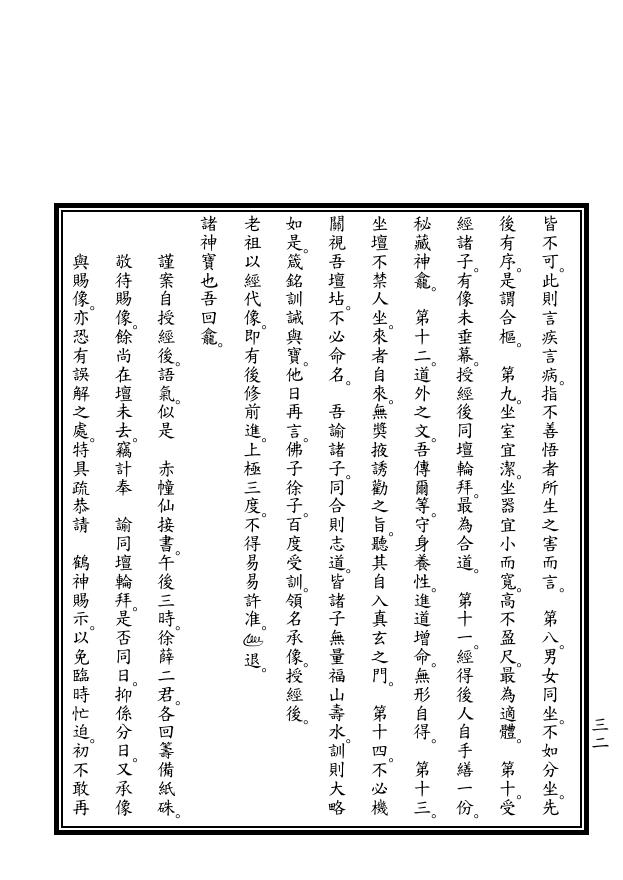 皆不可。此則言疾言病。指不善悟者所生之害而言。　第八。男女同坐。不如分坐。先
後有序。是謂合樞。　第九。坐室宜潔。坐器宜小而寬。高不盈尺。最為適體。　第十。受
經諸子。有像未垂幕。授經後同壇輪拜。最為合道。　第十一。經得後人自手繕一份。
秘藏神龕。　第十二。道外之文。吾傳爾等。守身養性。進道增命。無形自得。　第十三。
坐壇不禁人坐。來者自來。無獎掖誘勸之旨。聽其自入真玄之門。　第十四。不必機
關視吾壇坫。不必命名。　吾諭諸子。同合則志道。皆諸子無量福山壽水。訓則大略
如是。箴銘訓誡與寶。他日再言。佛子徐子。百度受訓。領名承像。授經後。
老祖以經代像。即有後修前進。上極三度。不得易易許准。退。
諸神寶也吾回龕。
謹案自授經後。語氣。似是　赤幢仙接書。午後三時。徐薛二君。各回籌備紙硃。
敬待賜像。餘尚在壇未去。竊計奉　諭同壇輪拜。是否同日。抑係分日。又承像
與賜像。亦恐有誤解之處。特具疏恭請　鶴神賜示。以免臨時忙迫。初不敢再
三二